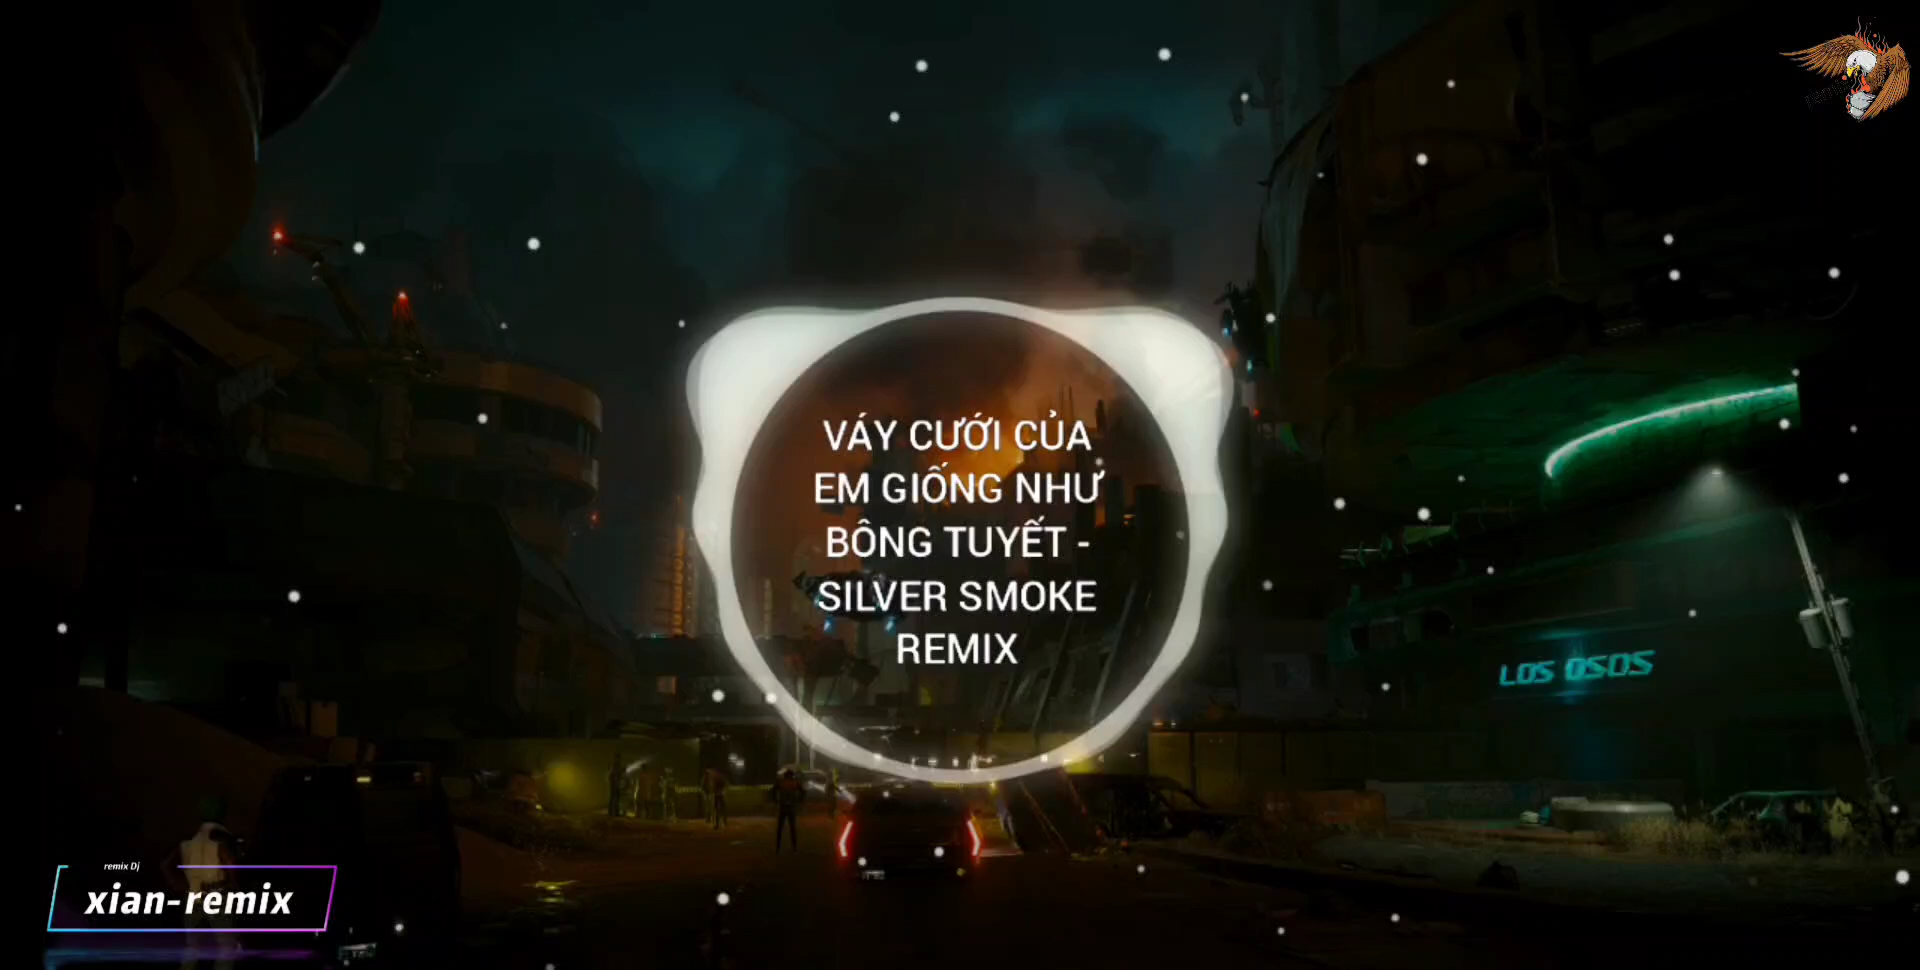 VÁY CƯỚI CỦA
EM GIỐNG NHƯ
BÔNG TUYẾT -
SILVER SMOKE
REMIX
LOS OSOS
remix Dj
xian-remix